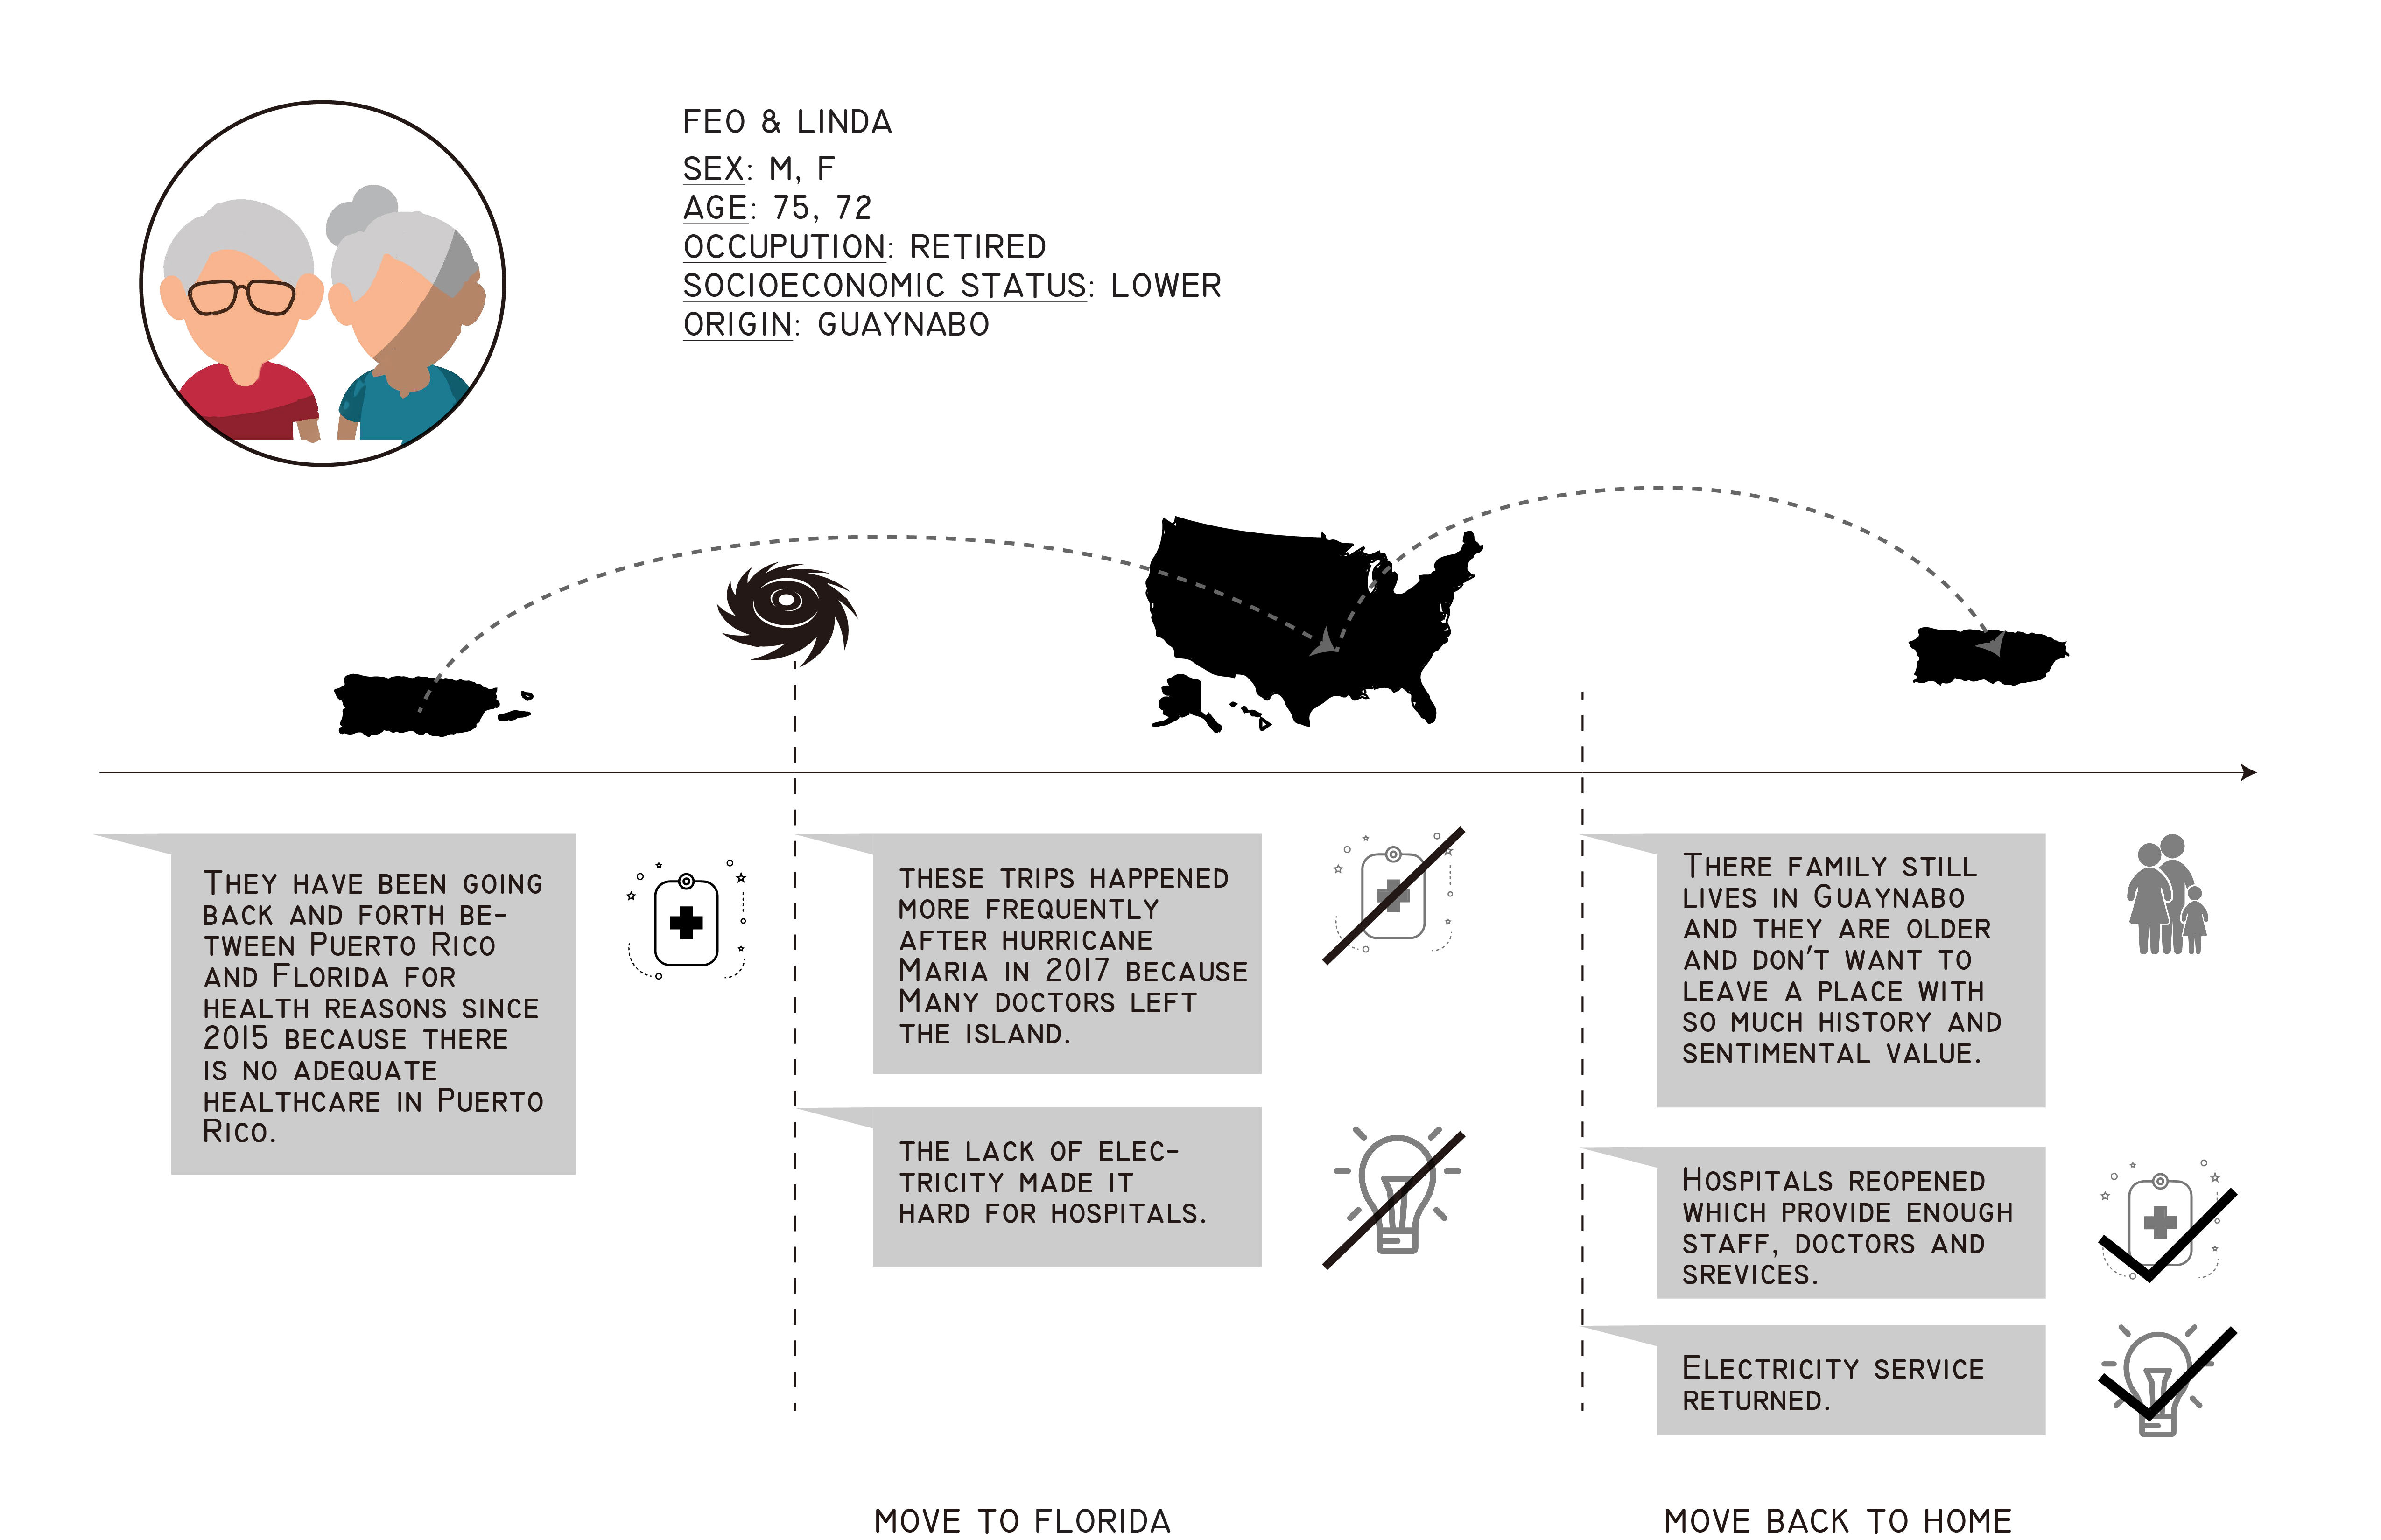 FEO & LINDA
SEX: M, F
AGE: 75, 72
OCCUPUTION: RETIRED
SOCIOECONOMIC STATUS: LOWER
ORIGIN: GUAYNABO
THEY HAVE BEEN GOING
BACK AND FORTH BE-
TWEEN PUERTO RICO
AND FLORIDA FOR
HEALTH REASONS SINCE
2015 BECAUSE THERE
IS NO ADEQUATE
HEALTHCARE IN PUERTO
RICO.
THESE TRIPS HAPPENED
MORE FREQUENTLY
AFTER HURRICANE
MARIA IN 2017 BECAUSE
MANY DOCTORS LEFT
THE ISLAND.
THE LACK OF ELEC-
TRICITY MADE IT
HARD FOR HOSPITALS.
THERE FAMILY STILL
LIVES IN GUAYNABO
AND THEY ARE OLDER
AND DON'T WANT TO
LEAVE A PLACE WITH
SO MUCH HISTORY AND
SENTIMENTAL VALUE.
HOSPITALS REOPENED
WHICH PROVIDE ENOUGH
STAFF, DOCTORS AND
SREVICES.
ELECTRICITY SERVICE
RETURNED.
MOVE TO FLORIDA
MOVE BACK TO HOME